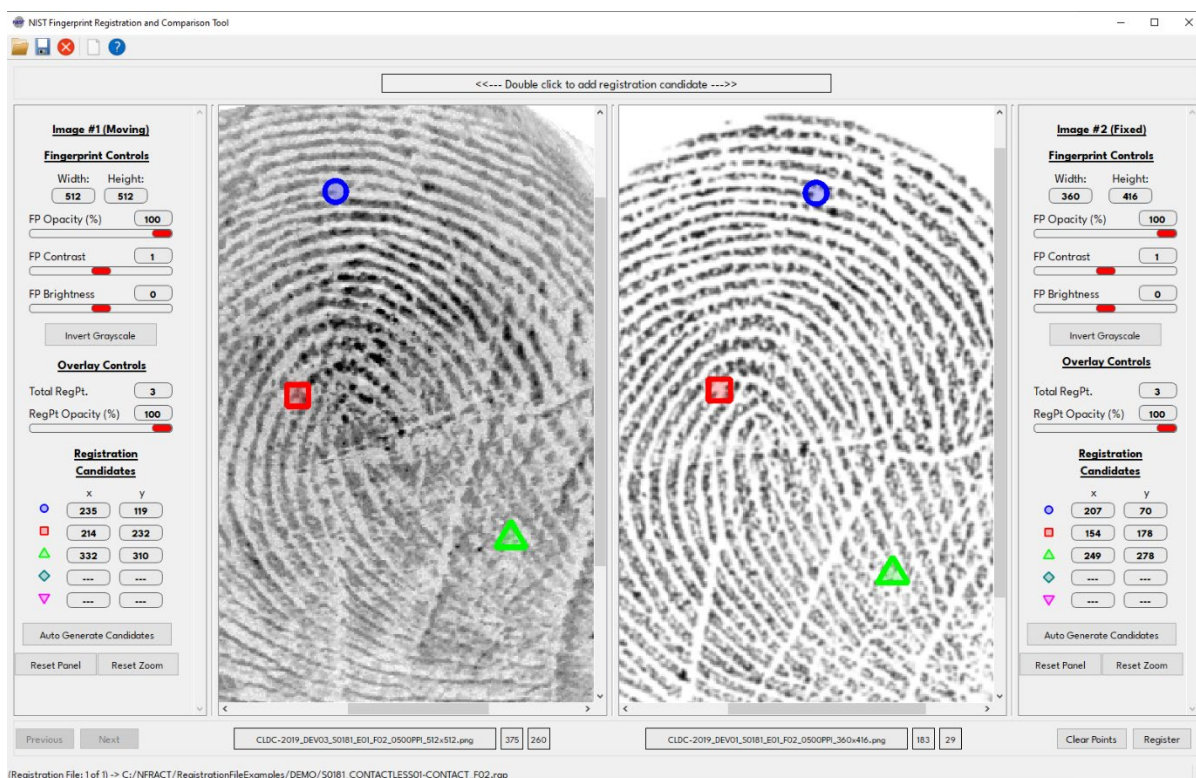 NIST Fingerprint Registration and Comparison Tool
<<--- Double click to add registration candidate --->>
Image #1 (Moving)
Fingerprint Controls
Width: Height:
512 512
FP Opacity (%) 100
FP Contrast 1
FP Brightness 0
Invert Grayscale
Overlay Controls
Total RegPt. 3
RegPt Opacity (%) 100
Registration
Candidates
x y
235 119
214 232
332 310
--- ---
--- ---
Auto Generate Candidates
Reset Panel Reset Zoom
Image #2 (Fixed)
Fingerprint Controls
Width: Height:
360 416
FP Opacity (%) 100
FP Contrast 1
FP Brightness 0
Invert Grayscale
Overlay Controls
Total RegPt. 3
RegPt Opacity (%) 100
Registration
Candidates
x y
207 70
154 178
249 278
--- ---
--- ---
Auto Generate Candidates
Reset Panel Reset Zoom
Previous Next CLDC-2019_DEV03_S0181_E01_F02_0500PPI_512x512.png 375 260 CLDC-2019_DEV01_S0181_E01_F02_0500PPI_360x416.png 183 29 Clear Points Register
(Registration File: 1 of 1) -> C:/NFRACT/RegistrationFileExamples/DEMO/S0181_CONTACTLESS01-CONTACT_F02.rgp